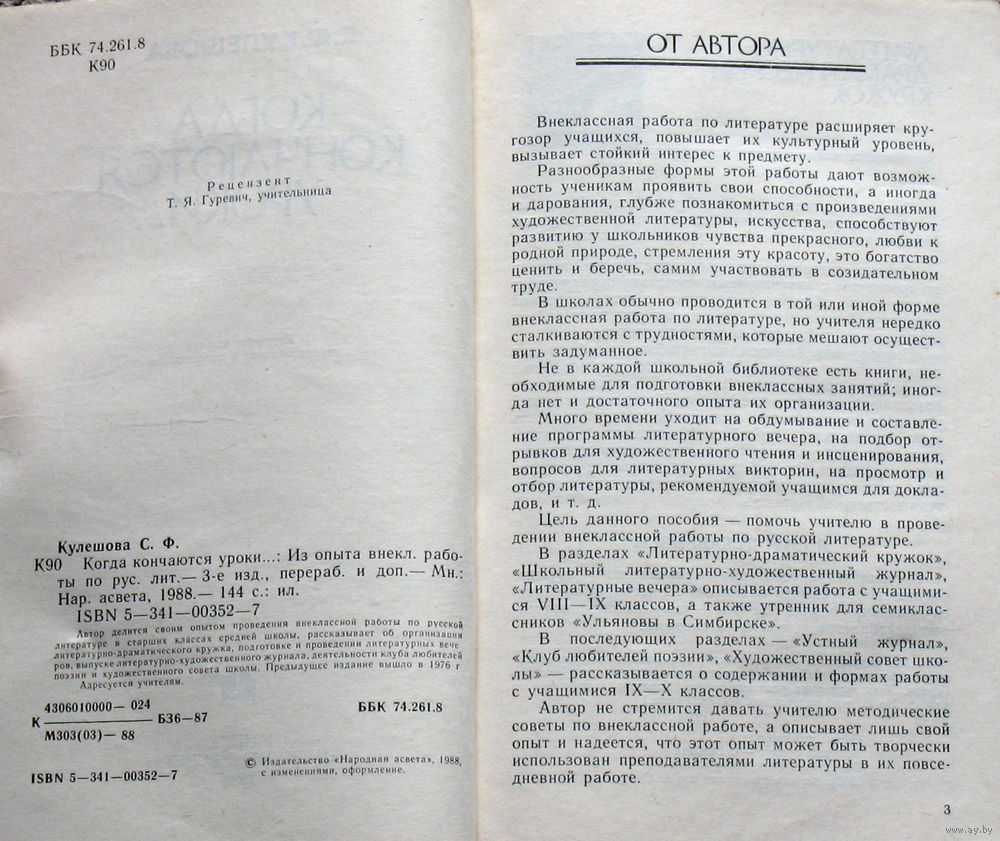 ББК 74.261.8
К90
Рецензент
Т. Я. Гуревич, учительница
Кулешова С. Ф.
К90 Когда кончаются уроки...: Из опыта внекл. рабо-
ты по рус. лит.— 3-е изд., перераб. и доп.— Мн.:
Нар. асвета, 1988.— 144 с.: ил.
ISBN 5—341—00352—7
Автор делится своим опытом проведения внеклассной работы по русской
литературе в старших классах средней школы, рассказывает об организации
литературно-драматического кружка, подготовке и проведении литературных вече
ров, выпуске литературно-художественного журнала, деятельности клуба любителей
поэзии и художественного совета школы. Предыдущее издание вышло в 1976 г
Адресуется учителям.
4306010000— 024
К ——— БЗ6—87
М303(03)— 88
ББК 74.261.8
ISBN 5—341—00352—7
© Издательство «Народная асвета», 1988,
с изменениями, оформление.
ОТ АВТОРА
Внеклассная работа по литературе расширяет кру-
гозор учащихся, повышает их культурный уровень,
вызывает стойкий интерес к предмету.
Разнообразные формы этой работы дают возмож-
ность ученикам проявить свои способности, а иногда
и дарования, глубже познакомиться с произведениями
художественной литературы, искусства, способствуют
развитию у школьников чувства прекрасного, любви к
родной природе, стремления эту красоту, это богатство
ценить и беречь, самим участвовать в созидательном
труде.
В школах обычно проводится в той или иной форме
внеклассная работа по литературе, но учителя нередко
сталкиваются с трудностями, которые мешают осущест-
вить задуманное.
Не в каждой школьной библиотеке есть книги, не-
обходимые для подготовки внеклассных занятий; иног-
да нет и достаточного опыта их организации.
Много времени уходит на обдумывание и составле-
ние программы литературного вечера, на подбор от-
рывков для художественного чтения и инсценирования,
вопросов для литературных викторин, на просмотр и
отбор литературы, рекомендуемой учащимся для докла-
дов, и т. д.
Цель данного пособия — помочь учителю в прове-
дении внеклассной работы по русской литературе.
В разделах «Литературно-драматический кружок»,
«Школьный литературно-художественный журнал»,
«Литературные вечера» описывается работа с учащими-
ся VIII—IX классов, а также утренник для семиклас-
сников «Ульяновы в Симбирске».
В последующих разделах — «Устный журнал»,
«Клуб любителей поэзии», «Художественный совет шко-
лы» — рассказывается о содержании и формах работы
с учащимися IX—X классов.
Автор не стремится давать учителю методические
советы по внеклассной работе, а описывает лишь свой
опыт и надеется, что этот опыт может быть творчески
использован преподавателями литературы в их повсе-
дневной работе.
3
www.ay.by